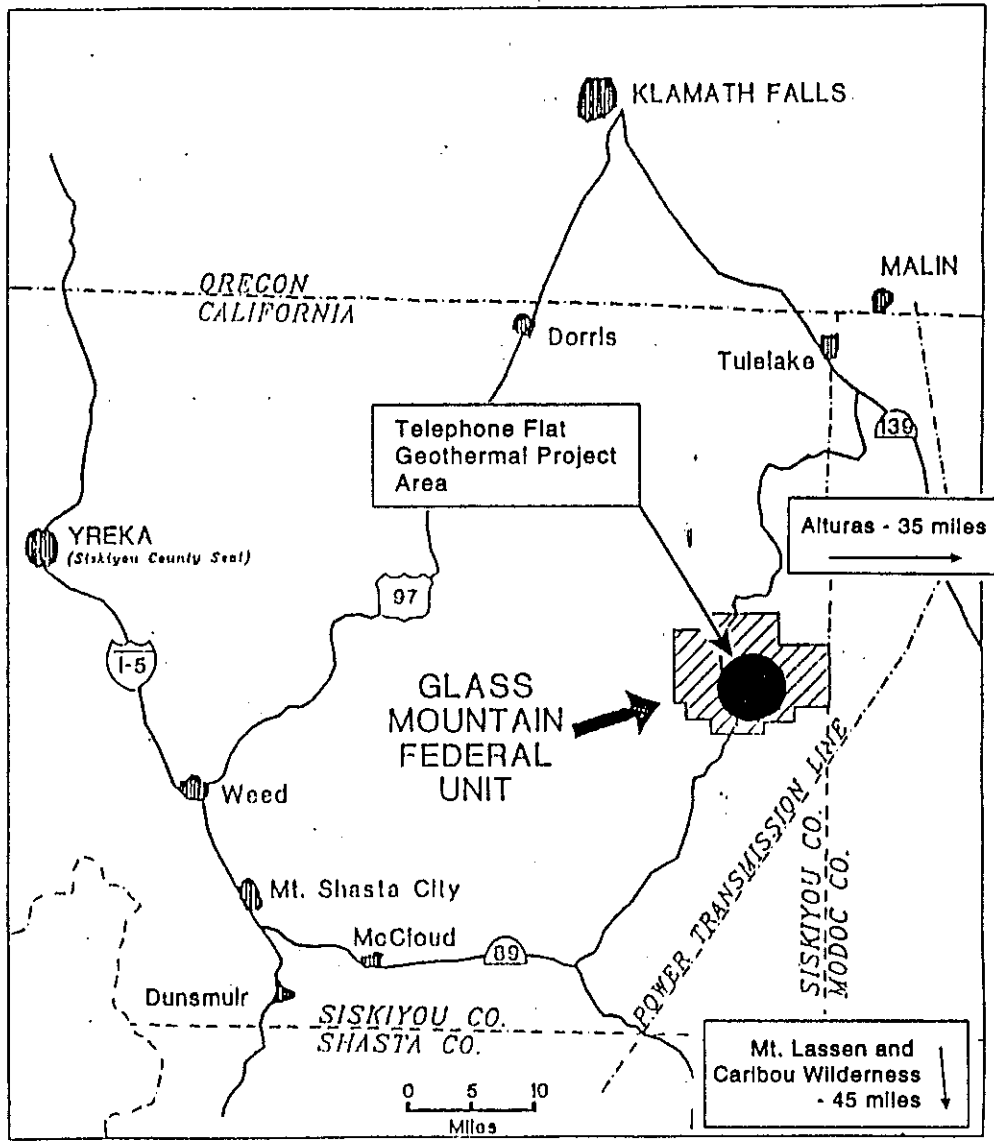 KLAMATH FALLS
MALIN
OREGON
CALIFORNIA
Dorris
Tulelake
Telephone Flat
Geothermal Project
Area
139
Alturas - 35 miles
YREKA
(Siskiyou County Seat)
97
I-5
GLASS
MOUNTAIN
FEDERAL
UNIT
Weed
POWER TRANSMISSION LINE
SISKIYOU CO.
MODOC CO.
Mt. Shasta City
McCloud
89
Dunsmuir
SISKIYOU CO.
SHASTA CO.
Mt. Lassen and
Caribou Wilderness
- 45 miles
0 5 10
Miles